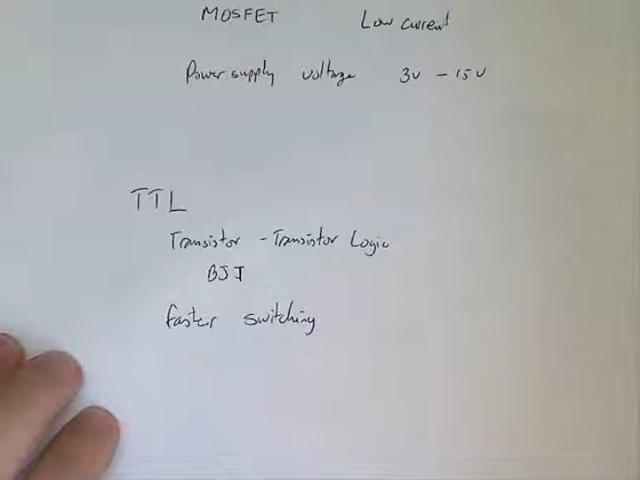 MOSFET Low current
Power supply voltage 3V - 15V
TTL
Transistor - Transistor Logic
BJT
faster switching